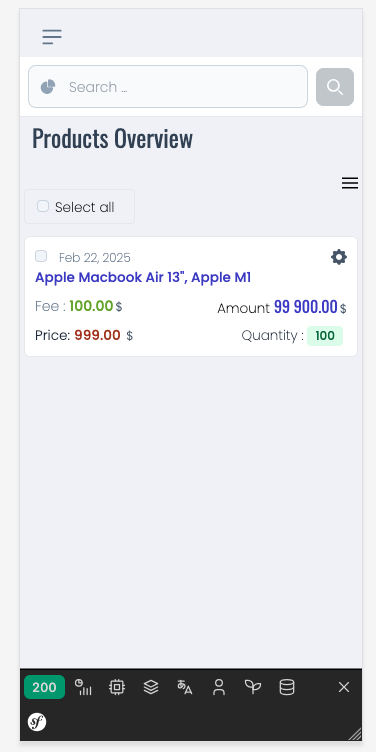 Search ...
Products Overview
Select all
Feb 22, 2025
Apple Macbook Air 13", Apple M1
Fee : 100.00 $
Amount 99 900.00 $
Price: 999.00 $
Quantity : 100
200
sf